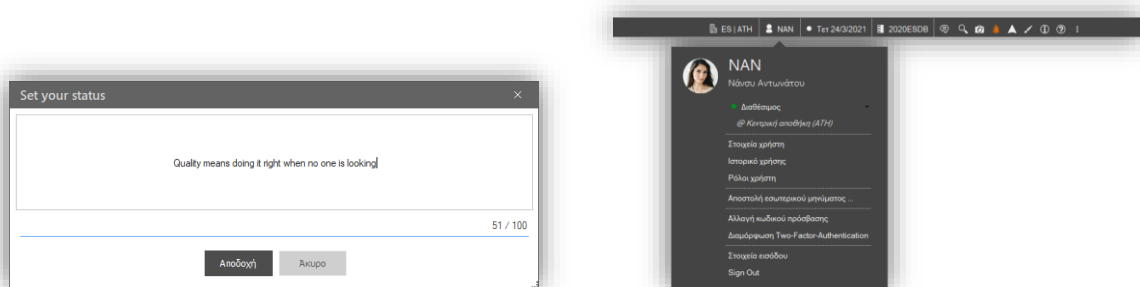 Set your status
Quality means doing it right when no one is looking
51 / 100
Αποδοχή Άκυρο
ES | ATH NAN Τετ 24/3/2021 2020ESDB
NAN
Νάνσυ Αντωνάτου
Διαθέσιμος
@ Κεντρική αποθήκη (ATH)
Στοιχεία χρήστη
Ιστορικό χρήσης
Ρόλοι χρήστη
Αποστολή εσωτερικού μηνύματος ...
Αλλαγή κωδικού πρόσβασης
Διαμόρφωση Two-Factor-Authentication
Στοιχεία εισόδου
Sign Out